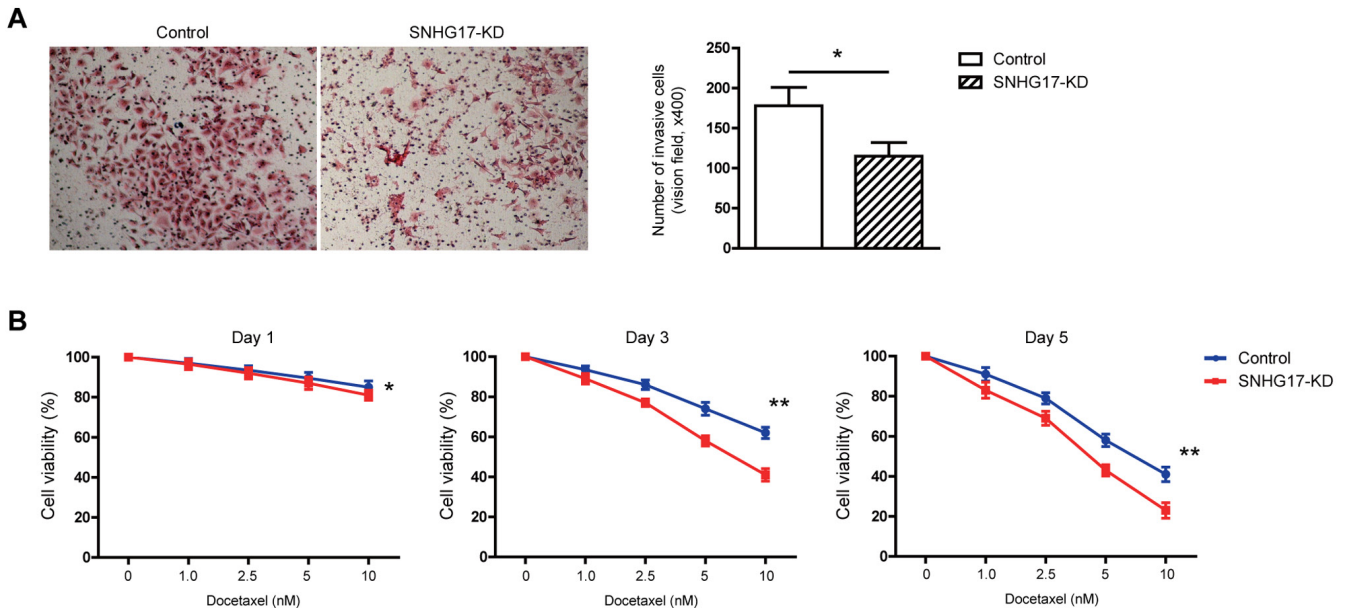 A
Control
SNHG17-KD
Number of invasive cells
(vision field, x400)
250
200
150
100
50
0
*
Control
SNHG17-KD
B
Day 1
Cell viability (%)
100
80
60
40
20
0
*
0 1.0 2.5 5 10
Docetaxel (nM)
Day 3
Cell viability (%)
100
80
60
40
20
0
**
0 1.0 2.5 5 10
Docetaxel (nM)
Day 5
Cell viability (%)
100
80
60
40
20
0
**
0 1.0 2.5 5 10
Docetaxel (nM)
Control
SNHG17-KD